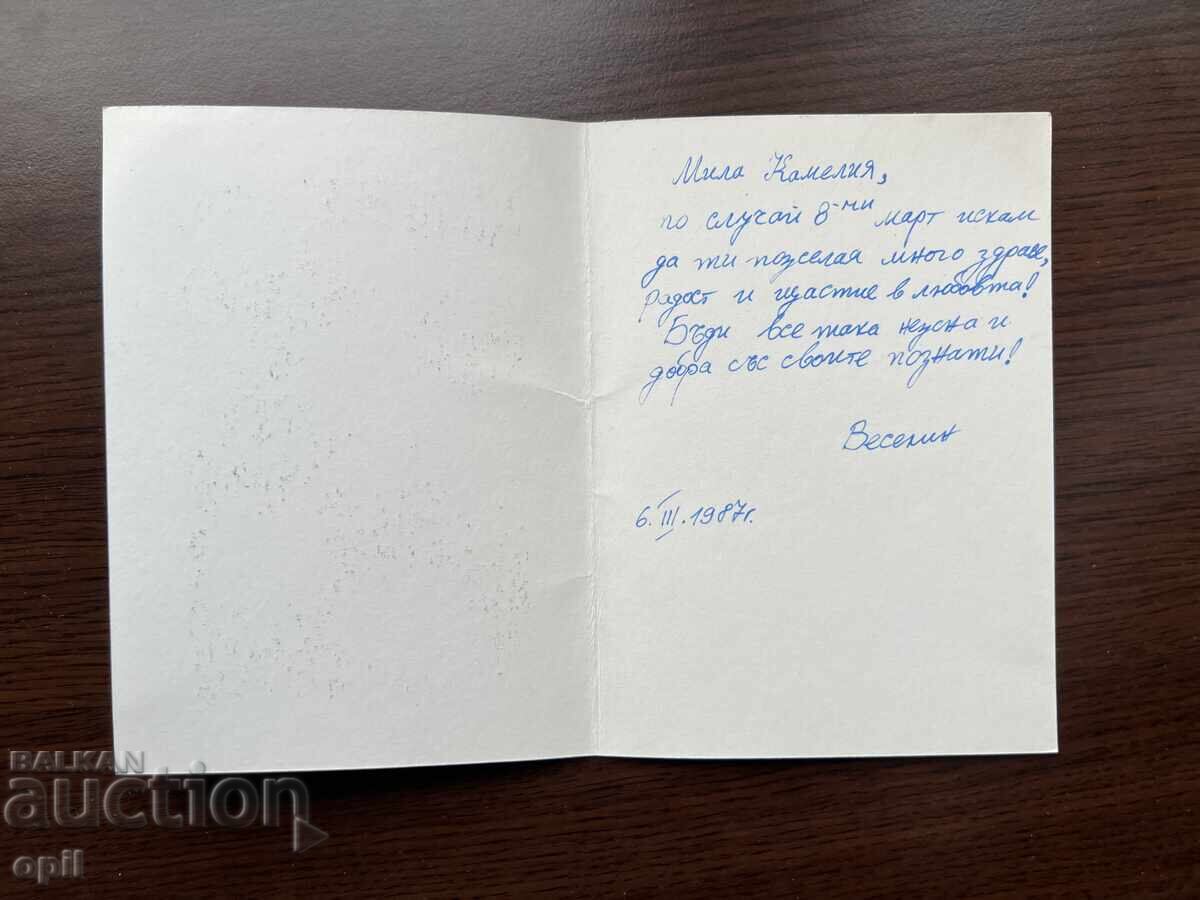 Мила Камелия,
по случай 8-ми март искам
да ти пожелая много здраве,
радост и щастие в любовта!
Бъди все така нежна и
добра със своите познати!
Веселин
6.III.1987г.
BALKAN
auction
opil